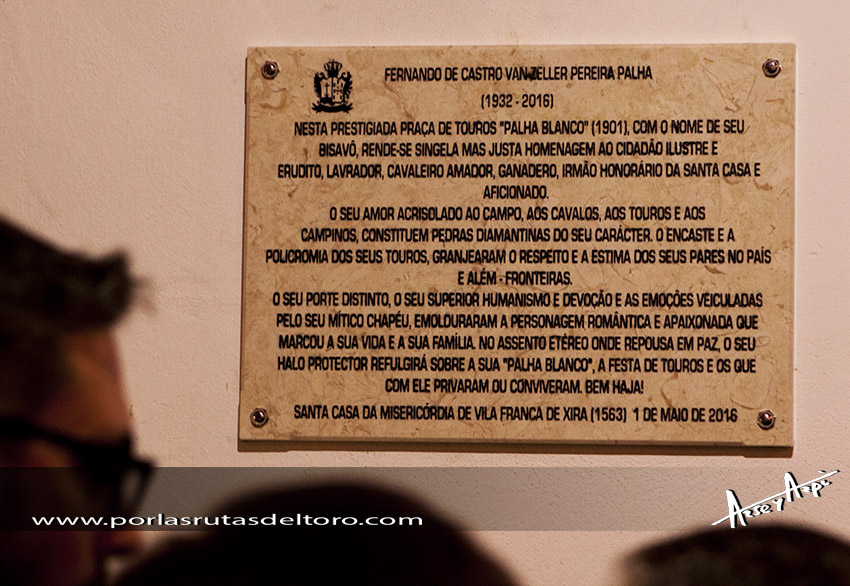 FERNANDO DE CASTRO VAN ZELLER PEREIRA PALHA
(1932 - 2016)
NESTA PRESTIGIADA PRAÇA DE TOUROS "PALHA BLANCO" (1901), COM O NOME DE SEU
BISAVÔ, RENDE-SE SINGELA MAS JUSTA HOMENAGEM AO CIDADÃO ILUSTRE E
ERUDITO, LAVRADOR, CAVALEIRO AMADOR, GANADERO, IRMÃO HONORÁRIO DA SANTA CASA E
AFICIONADO.
O SEU AMOR ACRISOLADO AO CAMPO, AOS CAVALOS, AOS TOUROS E AOS
CAMPINOS, CONSTITUEM PEDRAS DIAMANTINAS DO SEU CARÁCTER. O ENCASTE E A
POLICROMIA DOS SEUS TOUROS, GRANJEARAM O RESPEITO E A ESTIMA DOS SEUS PARES NO PAÍS
E ALÉM - FRONTEIRAS.
O SEU PORTE DISTINTO, O SEU SUPERIOR HUMANISMO E DEVOÇÃO E AS EMOÇÕES VEICULADAS
PELO SEU MÍTICO CHAPÉU, EMOLDURARAM A PERSONAGEM ROMÂNTICA E APAIXONADA QUE
MARCOU A SUA VIDA E A SUA FAMÍLIA. NO ASSENTO ETÉREO ONDE REPOUSA EM PAZ, O SEU
HALO PROTECTOR REFULGIRÁ SOBRE A SUA "PALHA BLANCO", A FESTA DE TOUROS E OS QUE
COM ELE PRIVARAM OU CONVIVERAM. BEM HAJA!
SANTA CASA DA MISERICÓRDIA DE VILA FRANCA DE XIRA (1563) 1 DE MAIO DE 2016
www.porlasrutasdeltoro.com
Arse y Azpi